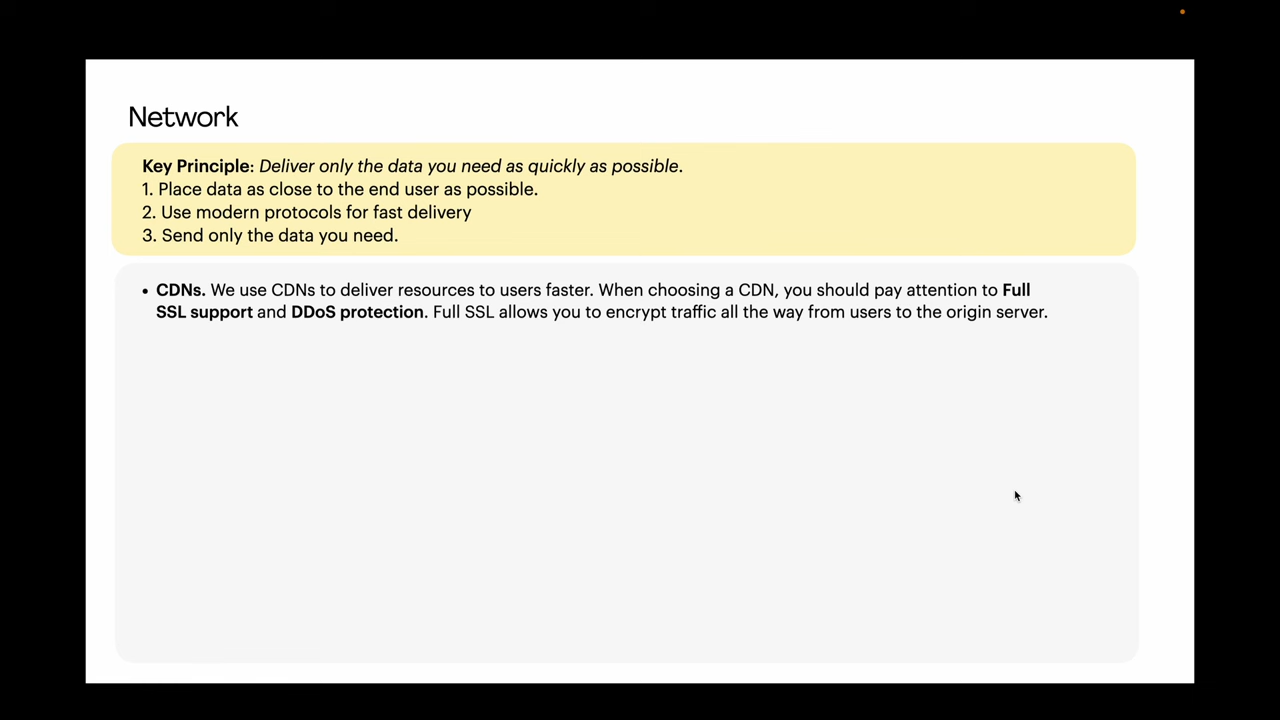 Network
Key Principle: Deliver only the data you need as quickly as possible.
1. Place data as close to the end user as possible.
2. Use modern protocols for fast delivery
3. Send only the data you need.
• CDNs. We use CDNs to deliver resources to users faster. When choosing a CDN, you should pay attention to Full
SSL support and DDoS protection. Full SSL allows you to encrypt traffic all the way from users to the origin server.